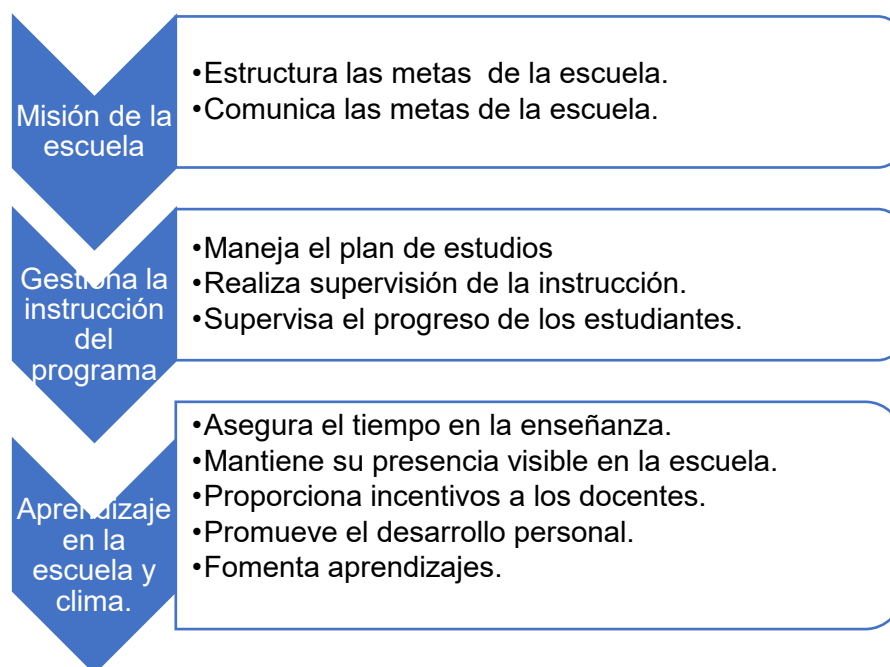 Misión de la
escuela
•Estructura las metas  de la escuela.
•Comunica las metas de la escuela.
Gestiona la
instrucción
del
programa
•Maneja el plan de estudios
•Realiza supervisión de la instrucción.
•Supervisa el progreso de los estudiantes.
Aprendizaje
en la
escuela y
clima.
•Asegura el tiempo en la enseñanza.
•Mantiene su presencia visible en la escuela.
•Proporciona incentivos a los docentes.
•Promueve el desarrollo personal.
•Fomenta aprendizajes.